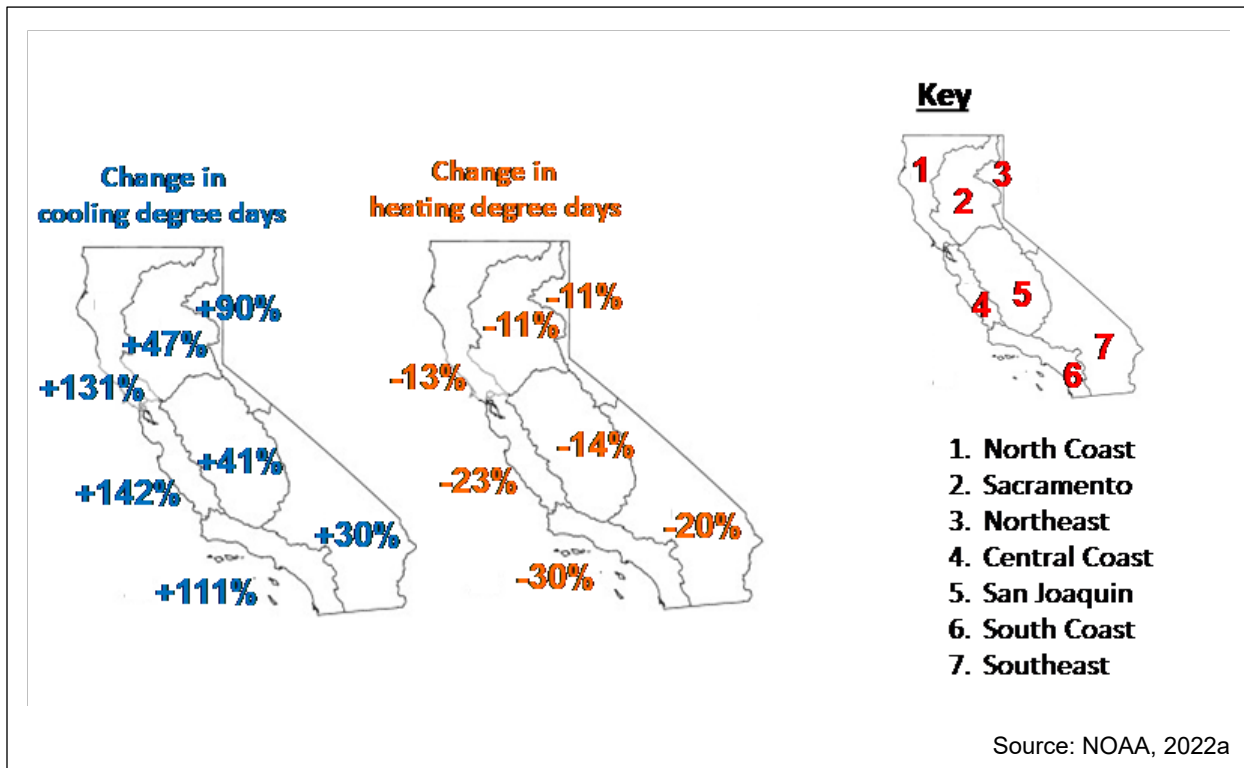 Change in
cooling degree days
+90%
+47%
+131%
+41%
+142%
+30%
+111%
Change in
heating degree days
-11%
-11%
-13%
-14%
-23%
-20%
-30%
Key
1
3
2
5
4
7
6
1. North Coast
2. Sacramento
3. Northeast
4. Central Coast
5. San Joaquin
6. South Coast
7. Southeast
Source: NOAA, 2022a